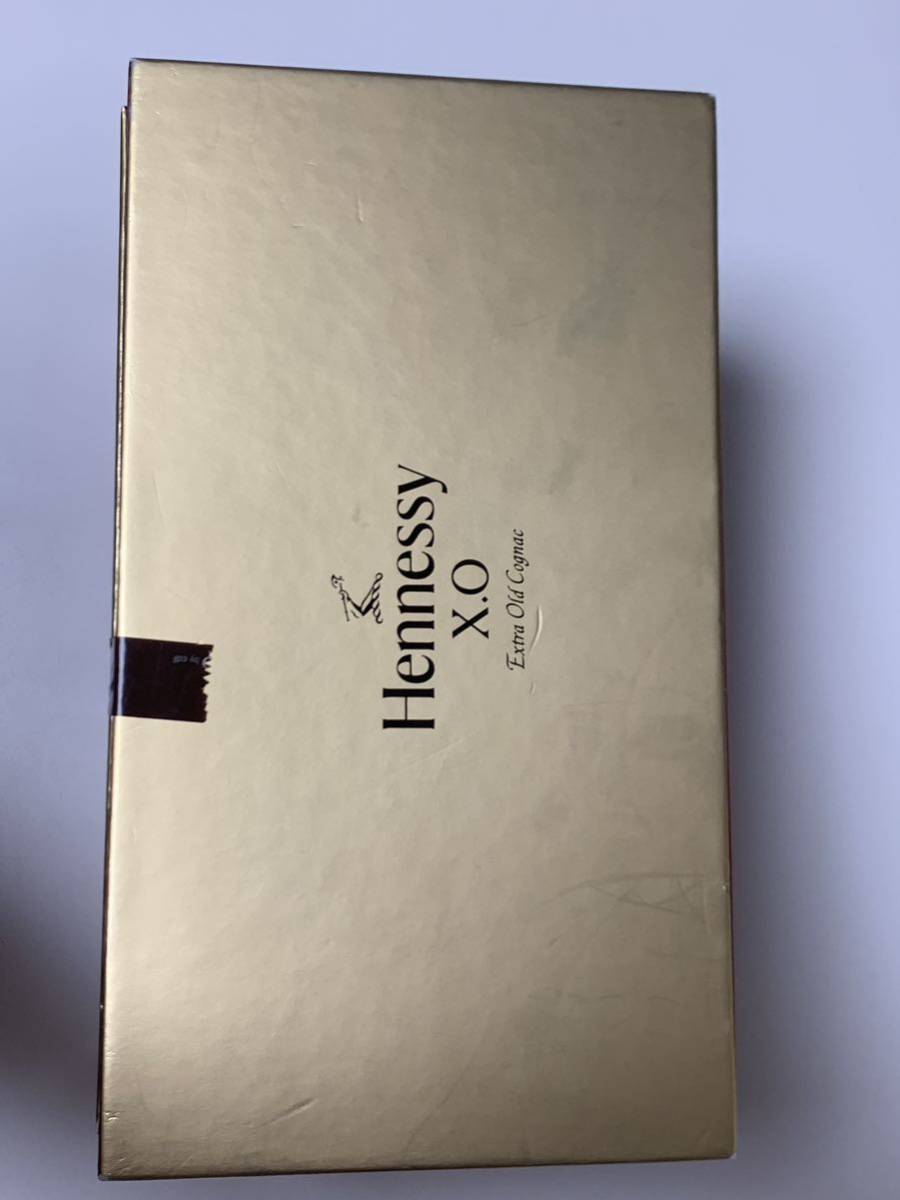 Hennessy
X.O
Extra Old Cognac